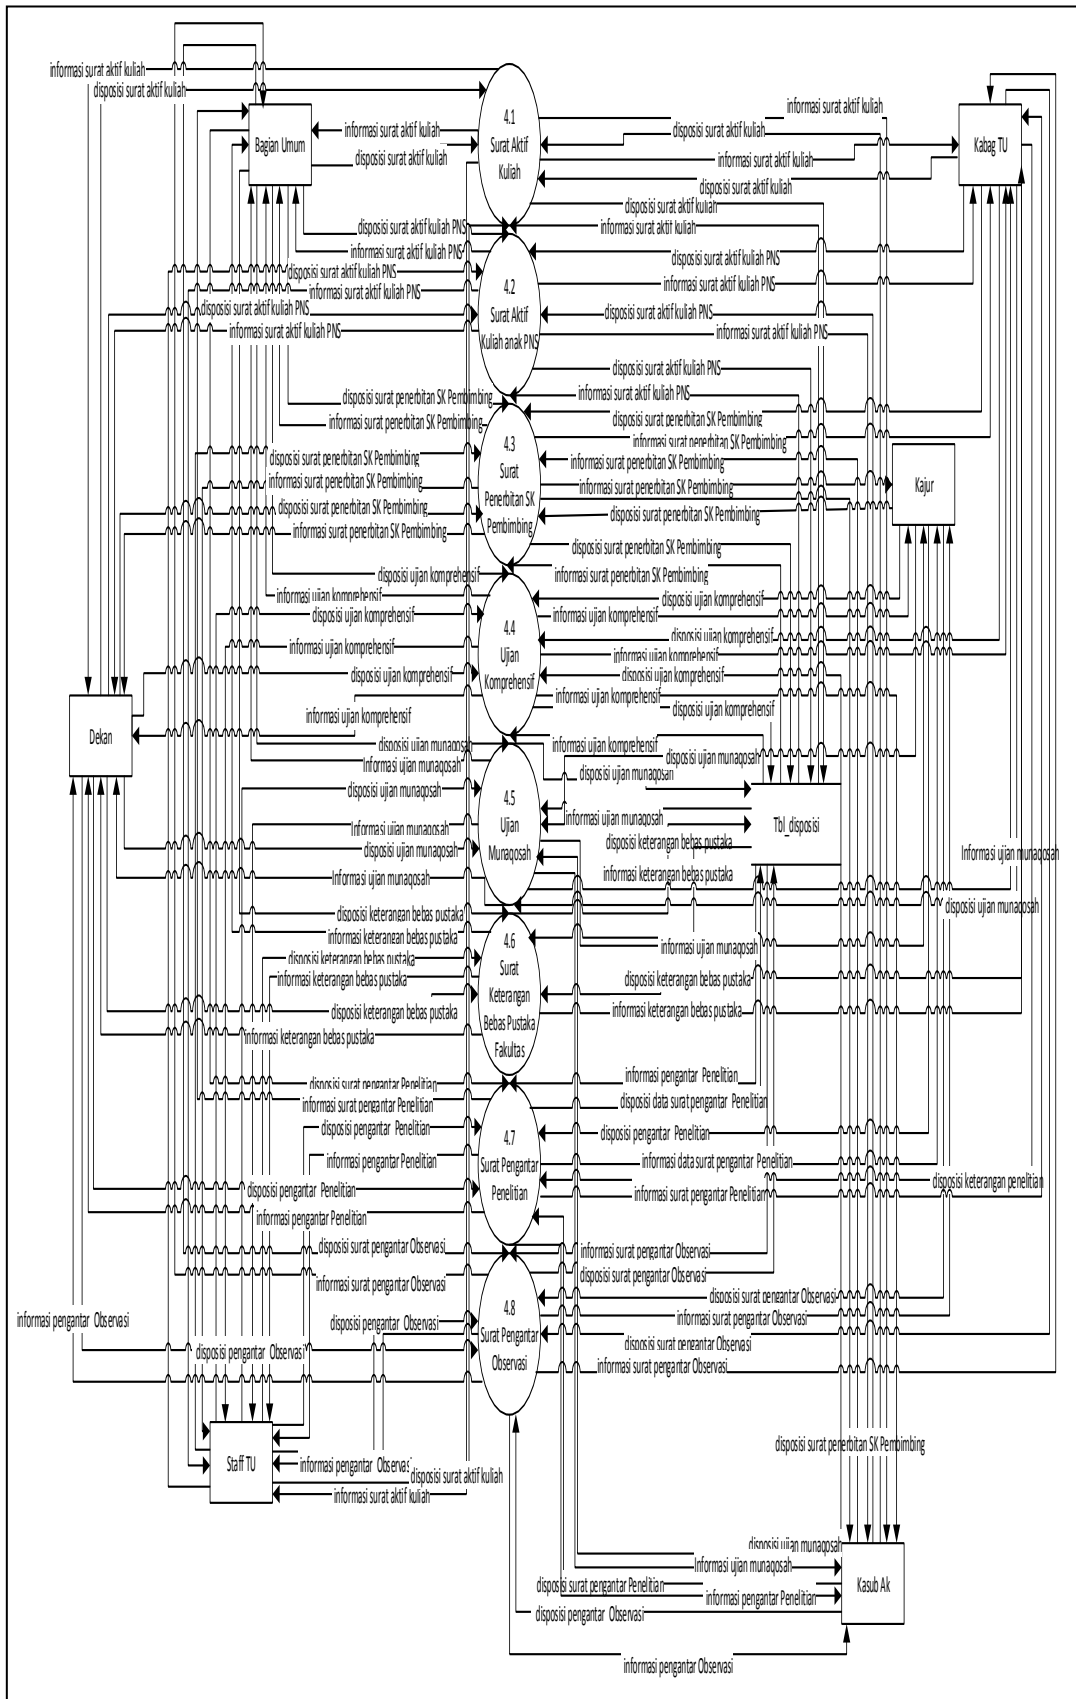 informasi surat aktif kuliah
disposisi surat aktif kuliah
Bagian Umum
informasi surat aktif kuliah
disposisi surat aktif kuliah
4.1
Surat Aktif
Kuliah
informasi surat aktif kuliah
disposisi surat aktif kuliah
informasi surat aktif kuliah
disposisi surat aktif kuliah
Kabag TU
disposisi surat aktif kuliah
informasi surat aktif kuliah
disposisi surat aktif kuliah PNS
informasi surat aktif kuliah PNS
disposisi surat aktif kuliah PNS
informasi surat aktif kuliah PNS
disposisi surat aktif kuliah PNS
informasi surat aktif kuliah PNS
4.2
Surat Aktif
Kuliah anak PNS
disposisi surat aktif kuliah PNS
informasi surat aktif kuliah PNS
disposisi surat aktif kuliah PNS
informasi surat aktif kuliah PNS
disposisi surat aktif kuliah PNS
informasi surat aktif kuliah PNS
disposisi surat penerbitan SK Pembimbing
informasi surat penerbitan SK Pembimbing
disposisi surat penerbitan SK Pembimbing
informasi surat penerbitan SK Pembimbing
disposisi surat penerbitan SK Pembimbing
informasi surat penerbitan SK Pembimbing
4.3
Surat
Penerbitan SK
Pembimbing
disposisi surat penerbitan SK Pembimbing
informasi surat penerbitan SK Pembimbing
informasi surat penerbitan SK Pembimbing
informasi surat penerbitan SK Pembimbing
disposisi surat penerbitan SK Pembimbing
Kajur
disposisi surat penerbitan SK Pembimbing
informasi surat penerbitan SK Pembimbing
disposisi ujian komprehensif
informasi ujian komprehensif
disposisi ujian komprehensif
informasi ujian komprehensif
disposisi ujian komprehensif
informasi ujian komprehensif
4.4
Ujian
Komprehensif
disposisi ujian komprehensif
informasi ujian komprehensif
disposisi ujian komprehensif
informasi ujian komprehensif
disposisi ujian komprehensif
informasi ujian komprehensif
disposisi ujian komprehensif
informasi ujian komprehensif
Dekan
disposisi ujian munaqosah
Informasi ujian munaqosah
disposisi ujian munaqosah
Informasi ujian munaqosah
disposisi ujian munaqosah
Informasi ujian munaqosah
4.5
Ujian
Munaqosah
disposisi ujian munaqosah
disposisi ujian munaqosah
informasi ujian munaqosah
Tbl_disposisi
disposisi keterangan bebas pustaka
informasi keterangan bebas pustaka
Informasi ujian munaqosah
disposisi ujian munaqosah
informasi ujian munaqosah
disposisi keterangan bebas pustaka
informasi keterangan bebas pustaka
disposisi keterangan bebas pustaka
informasi keterangan bebas pustaka
disposisi keterangan bebas pustaka
informasi keterangan bebas pustaka
4.6
Surat
Keterangan
Bebas Pustaka
Fakultas
disposisi keterangan bebas pustaka
informasi keterangan bebas pustaka
disposisi surat pengantar Penelitian
informasi surat pengantar Penelitian
disposisi pengantar Penelitian
informasi pengantar Penelitian
disposisi pengantar Penelitian
informasi pengantar Penelitian
4.7
Surat Pengantar
Penelitian
informasi pengantar Penelitian
disposisi data surat pengantar Penelitian
disposisi pengantar Penelitian
informasi data surat pengantar Penelitian
disposisi keterangan penelitian
informasi surat pengantar Penelitian
disposisi surat pengantar Observasi
informasi surat pengantar Observasi
disposisi pengantar Observasi
informasi pengantar Observasi
disposisi pengantar Observasi
4.8
Surat Pengantar
Observasi
informasi surat pengantar Observasi
disposisi surat pengantar Observasi
disposisi surat pengantar Observasi
informasi surat pengantar Observasi
disposisi surat pengantar Observasi
informasi surat pengantar Observasi
Staff TU
informasi pengantar Observasi
disposisi surat aktif kuliah
informasi surat aktif kuliah
disposisi surat penerbitan SK Pembimbing
disposisi ujian munaqosah
Informasi ujian munaqosah
disposisi surat pengantar Penelitian
informasi pengantar Penelitian
disposisi pengantar Observasi
Kasub Ak
informasi pengantar Observasi